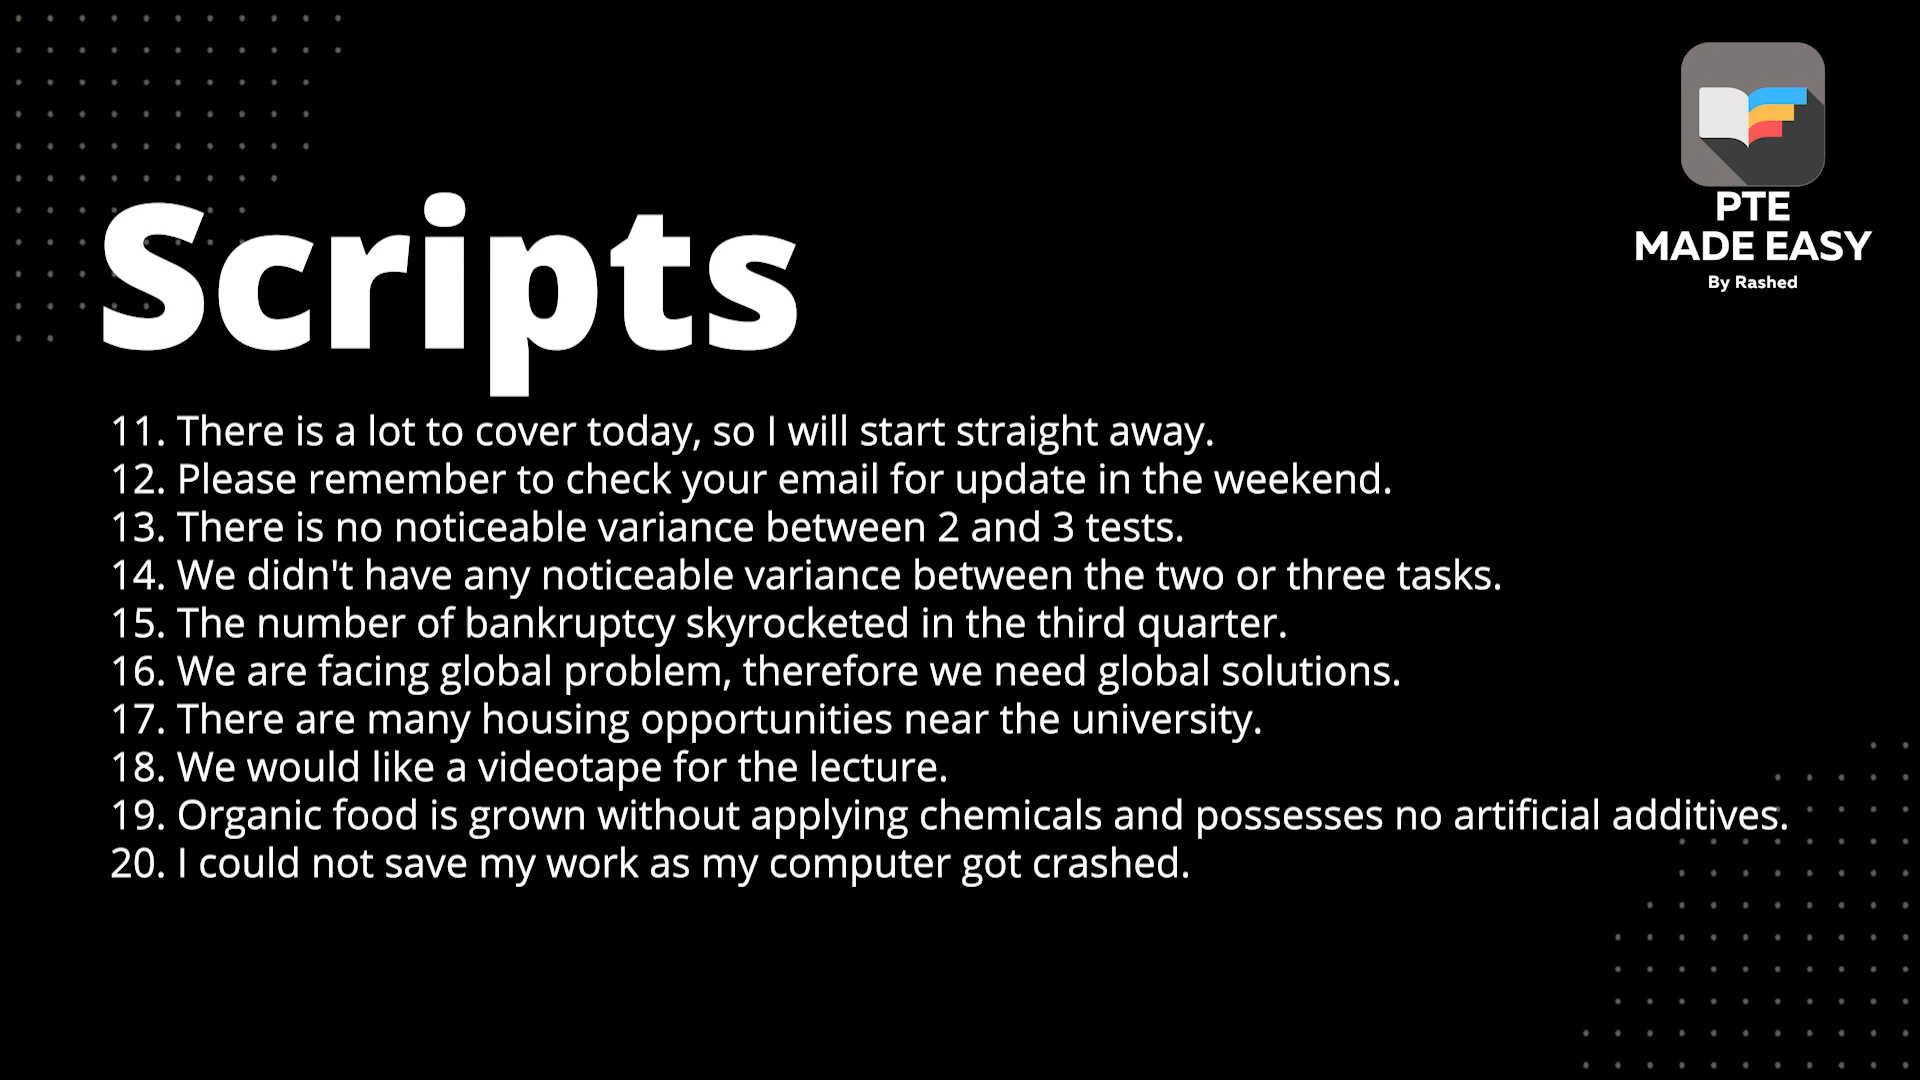 PTE
MADE EASY
By Rashed
Scripts
11. There is a lot to cover today, so I will start straight away.
12. Please remember to check your email for update in the weekend.
13. There is no noticeable variance between 2 and 3 tests.
14. We didn't have any noticeable variance between the two or three tasks.
15. The number of bankruptcy skyrocketed in the third quarter.
16. We are facing global problem, therefore we need global solutions.
17. There are many housing opportunities near the university.
18. We would like a videotape for the lecture.
19. Organic food is grown without applying chemicals and possesses no artificial additives.
20. I could not save my work as my computer got crashed.